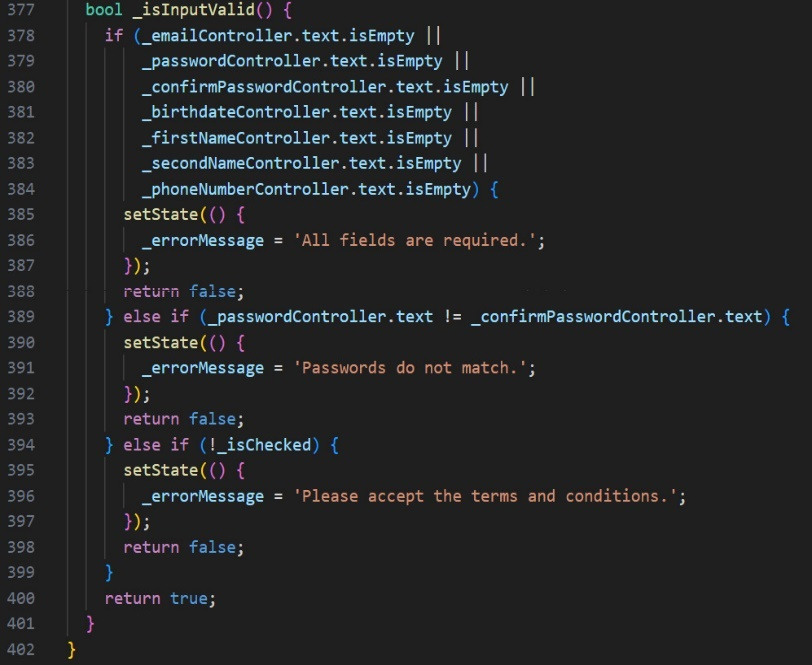 377 bool _isInputValid() {
378 if (_emailController.text.isEmpty ||
379 _passwordController.text.isEmpty ||
380 _confirmPasswordController.text.isEmpty ||
381 _birthdateController.text.isEmpty ||
382 _firstNameController.text.isEmpty ||
383 _secondNameController.text.isEmpty ||
384 _phoneNumberController.text.isEmpty) {
385 setState(() {
386 _errorMessage = 'All fields are required.';
387 });
388 return false;
389 } else if (_passwordController.text != _confirmPasswordController.text) {
390 setState(() {
391 _errorMessage = 'Passwords do not match.';
392 });
393 return false;
394 } else if (!_isChecked) {
395 setState(() {
396 _errorMessage = 'Please accept the terms and conditions.';
397 });
398 return false;
399 }
400 return true;
401 }
402 }